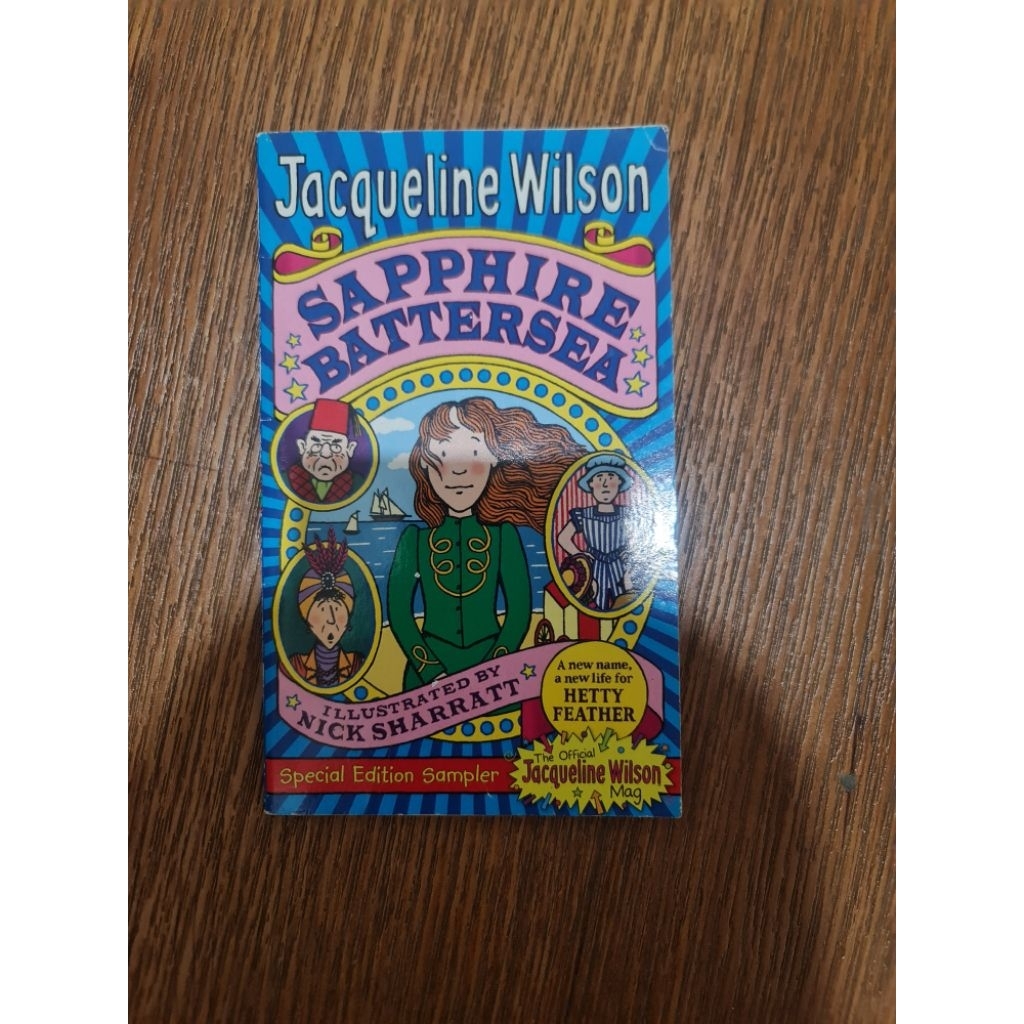 Jacqueline Wilson
SAPPHIRE
BATTERSEA
ILLUSTRATED BY
NICK SHARRATT
A new name,
a new life for
HETTY
FEATHER
Special Edition Sampler
The Official
Jacqueline Wilson
Mag